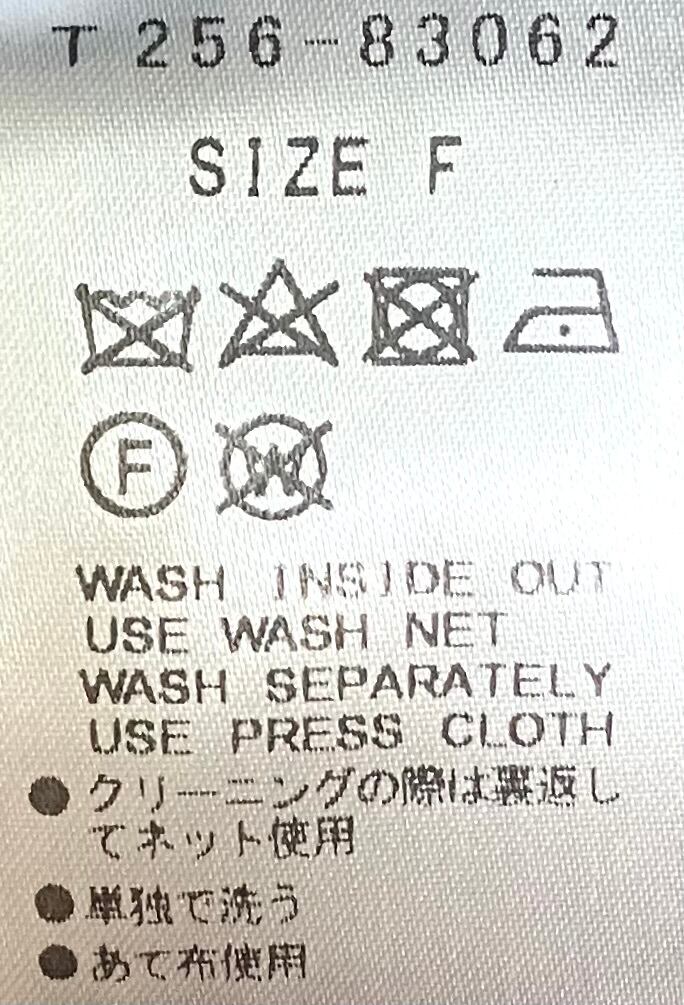 T 256-83062
SIZE F
F
W
WASH INSIDE OUT
USE WASH NET
WASH SEPARATELY
USE PRESS CLOTH
●クリーニングの際は裏返し
てネット使用
●単独で洗う
●あて布使用